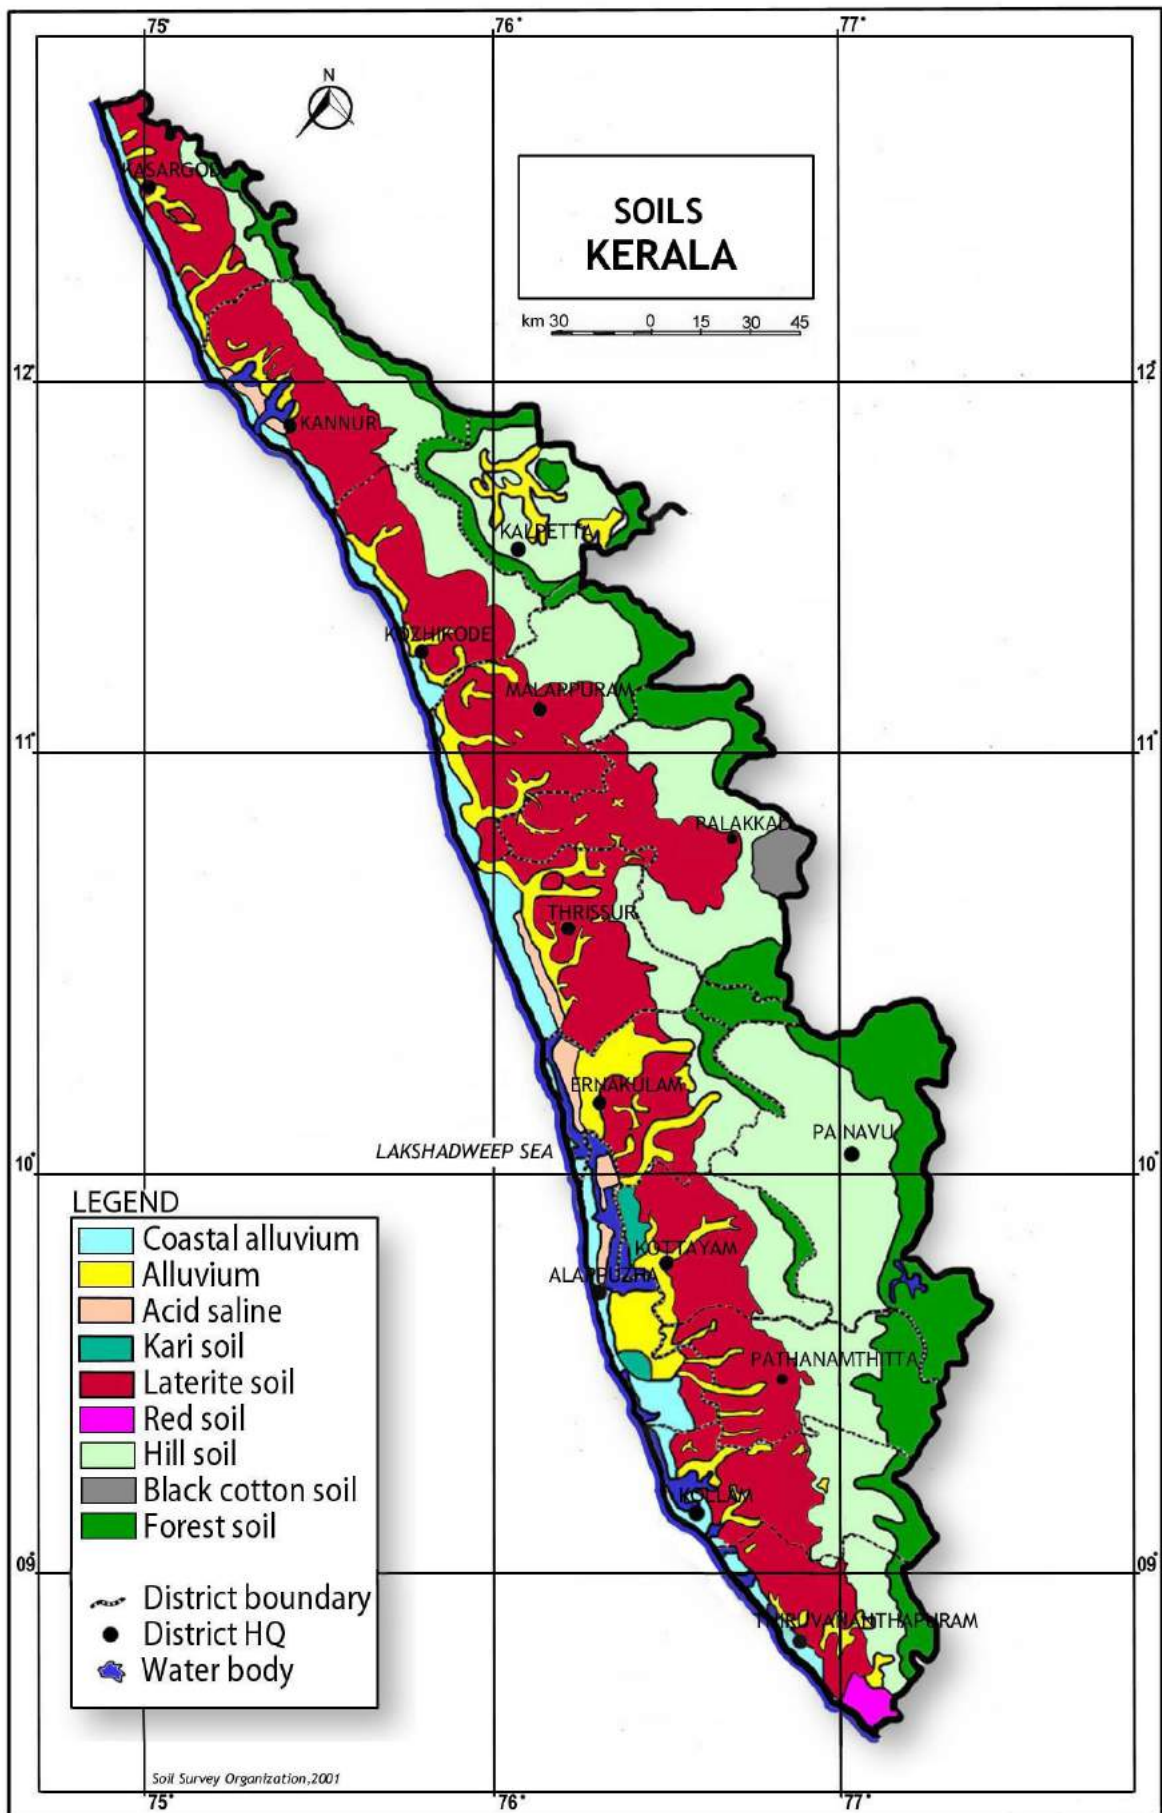 75° 76° 77°
N
SOILS
KERALA
km 30 0 15 30 45
KASARGOD
12° 12°
KANNUR
KALPETTA
KOZHIKODE
MALAPPURAM
11° 11°
PALAKKAD
THRISSUR
ERNAKULAM
PAINAVU
LAKSHADWEEP SEA
10° 10°
KOTTAYAM
ALAPPUZHA
PATHANAMTHITTA
KOLLAM
09° 09°
THIRUVANANTHAPURAM
LEGEND
Coastal alluvium
Alluvium
Acid saline
Kari soil
Laterite soil
Red soil
Hill soil
Black cotton soil
Forest soil
District boundary
District HQ
Water body
Soil Survey Organization,2001
75° 76° 77°